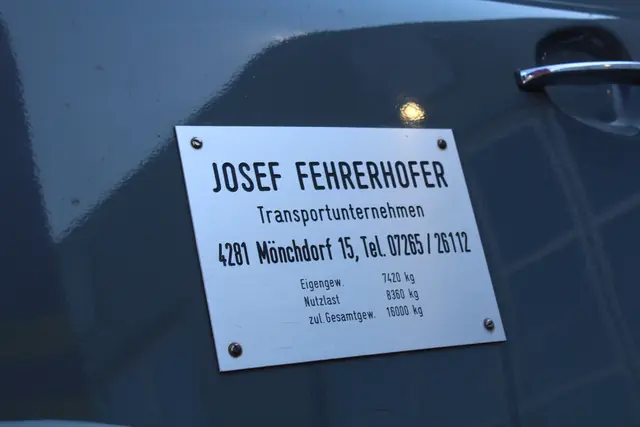 JOSEF FEHRERHOFER
Transportunternehmen
4281 Mönchdorf 15, Tel. 07265/26112
Eigengew. 7420 kg
Nutzlast 8360 kg
zul. Gesamtgew. 16000 kg